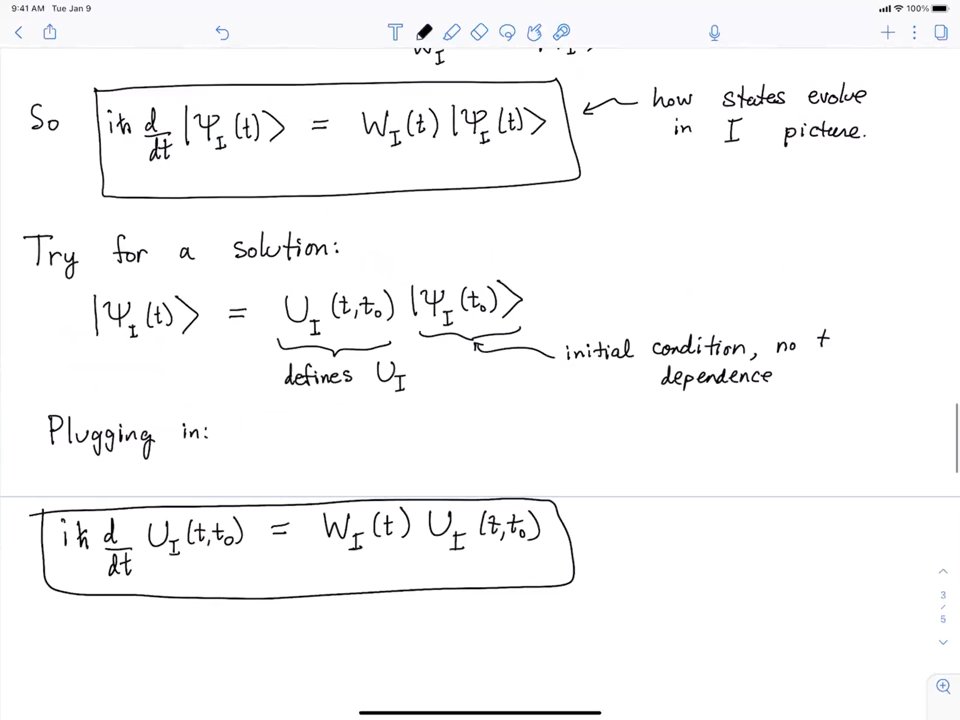 9:41 AM Tue Jan 9
100%
W_I
So iħ d/dt |Ψ_I(t)⟩ = W_I(t) |Ψ_I(t)⟩
how states evolve
in I picture.
Try for a solution:
|Ψ_I(t)⟩ = U_I(t,t₀) |Ψ_I(t₀)⟩
initial condition, no t
dependence
defines U_I
Plugging in:
iħ d/dt U_I(t,t₀) = W_I(t) U_I(t,t₀)
3
/
5